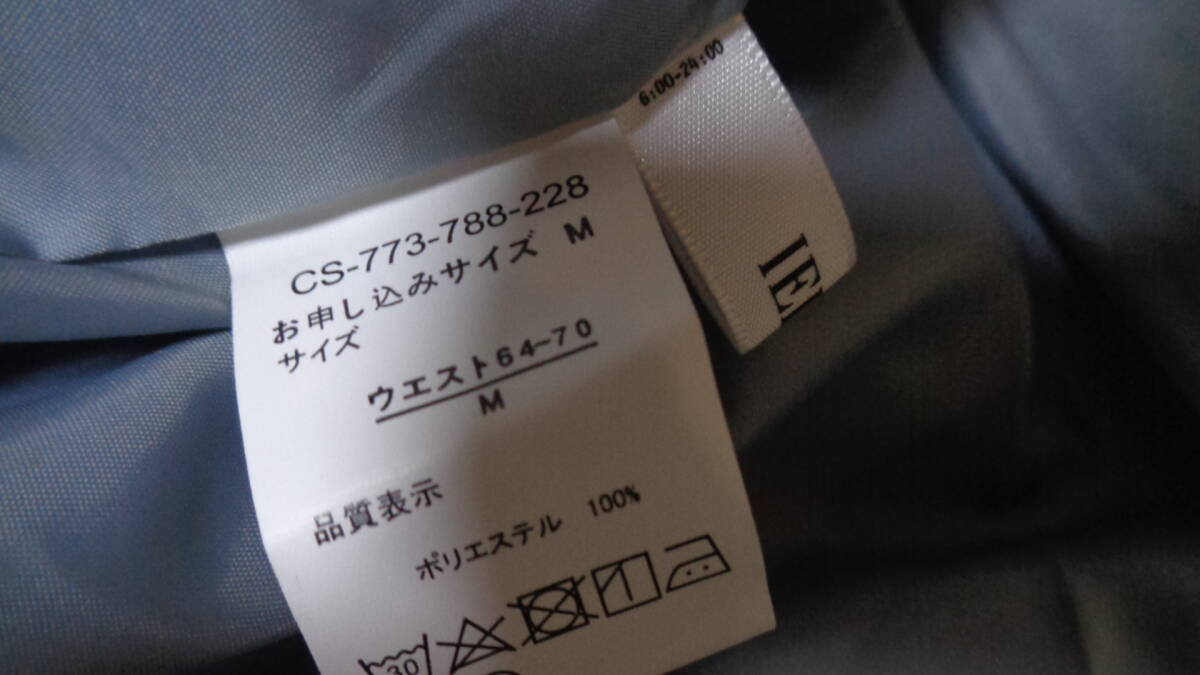 6:00-24:00
CS-773-788-228
お申し込みサイズ M
サイズ
ウエスト64-70
M
品質表示
ポリエステル 100%
30